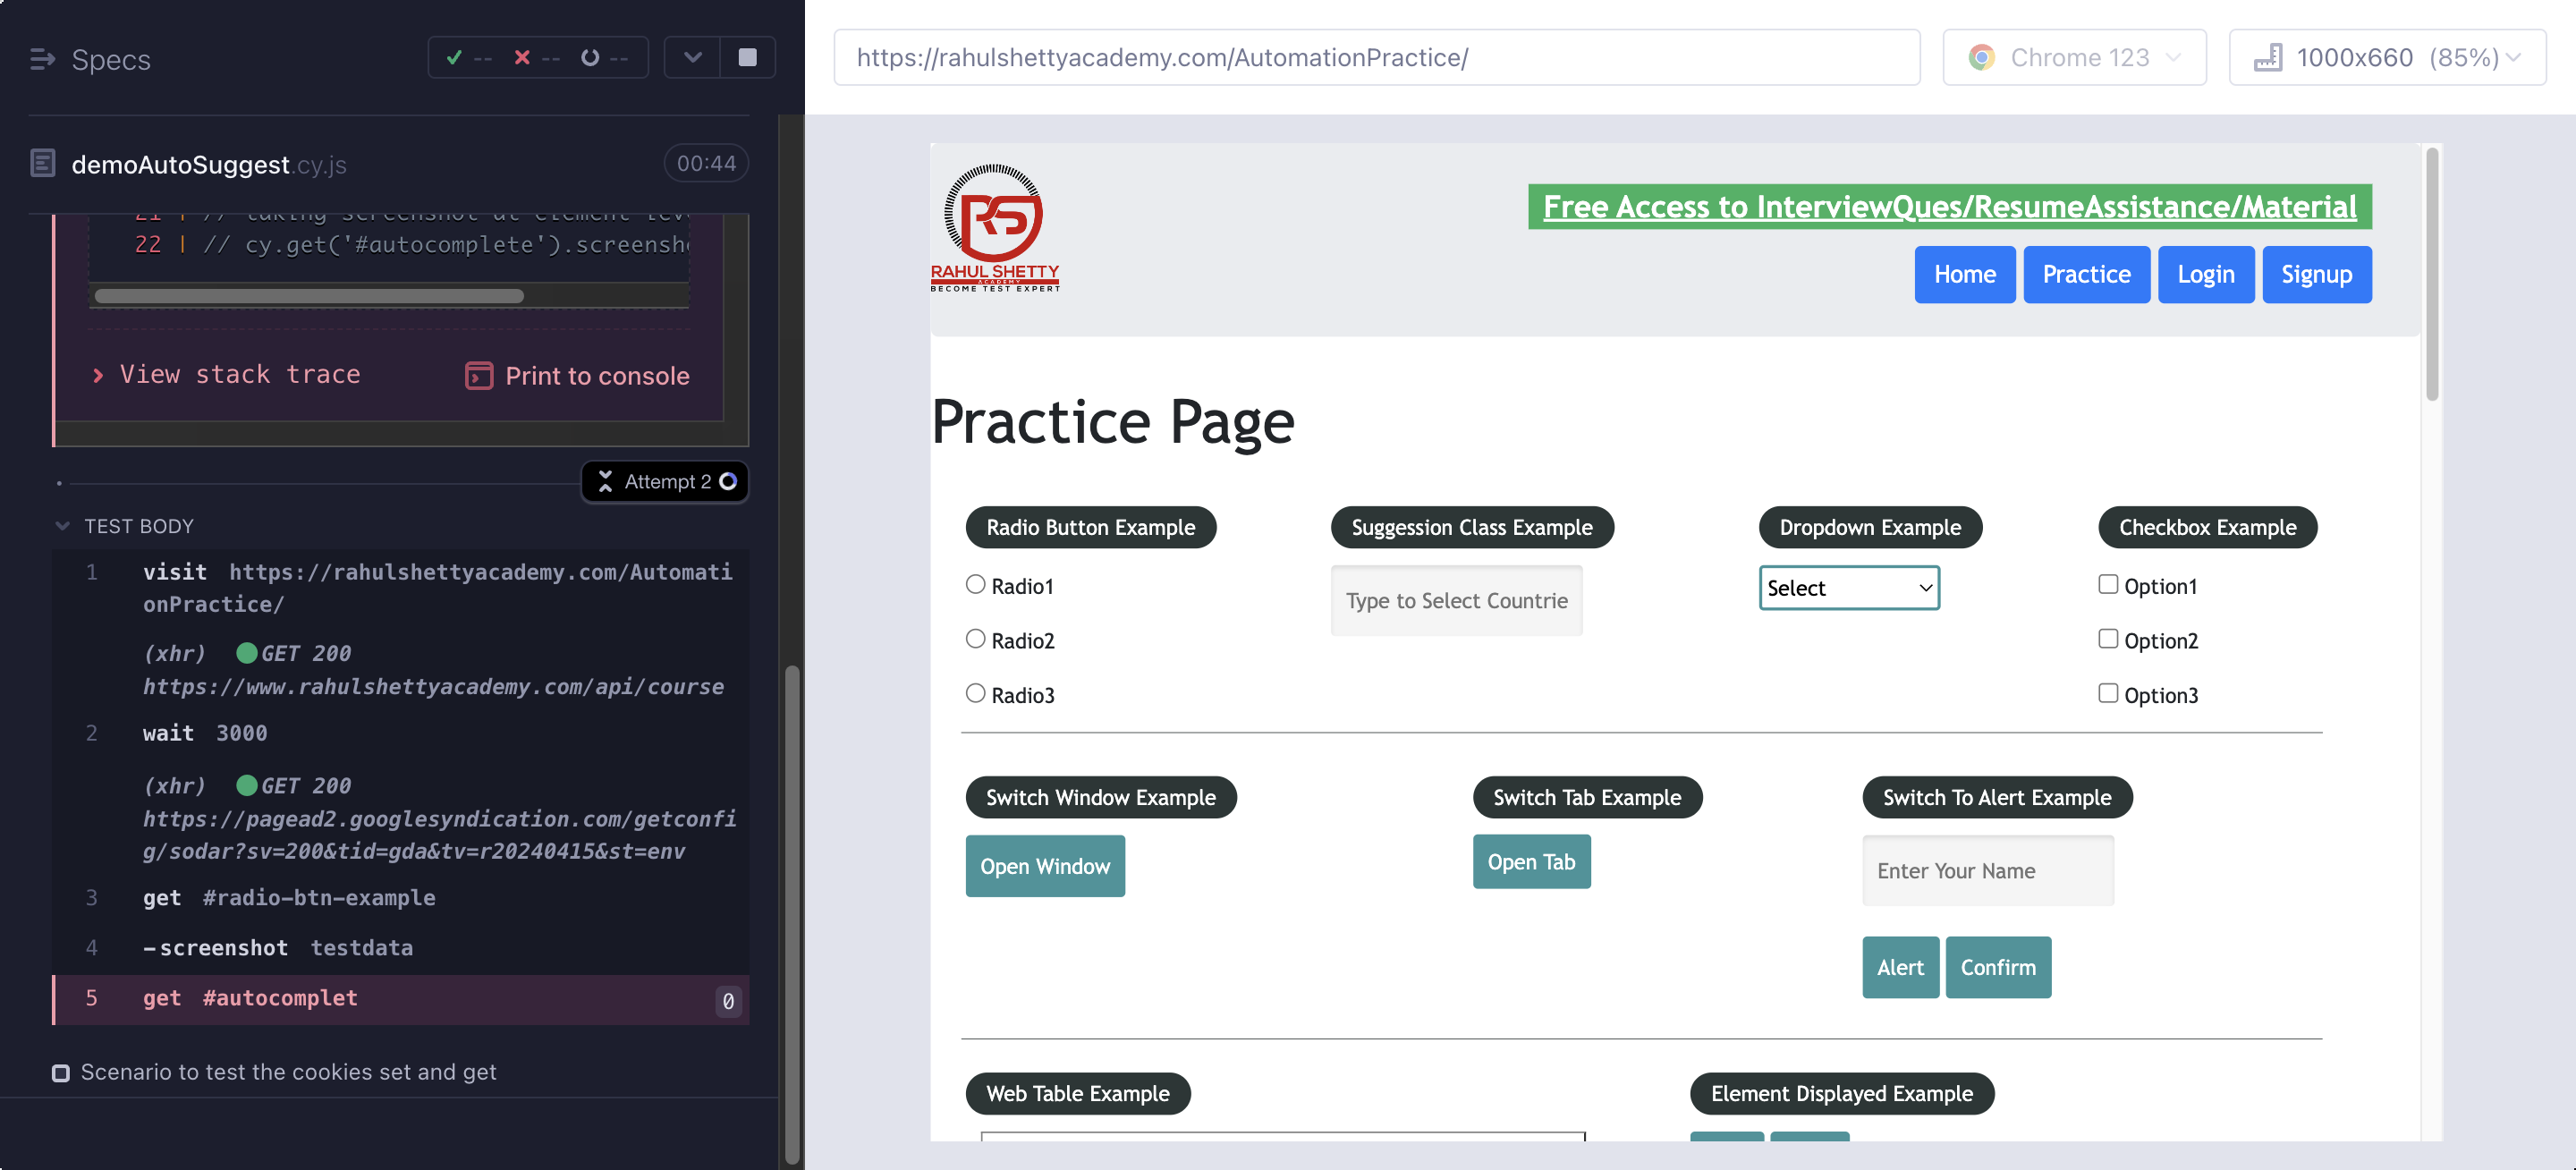 Specs
-- -- --
demoAutoSuggest.cy.js 00:44
21 | // taking screenshot at element leve
22 | // cy.get('#autocomplete').screensh
View stack trace Print to console
Attempt 2
TEST BODY
1 visit https://rahulshettyacademy.com/Automati
onPractice/
(xhr) GET 200
https://www.rahulshettyacademy.com/api/course
2 wait 3000
(xhr) GET 200
https://pagead2.googlesyndication.com/getconfi
g/sodar?sv=200&tid=gda&tv=r20240415&st=env
3 get #radio-btn-example
4 -screenshot testdata
5 get #autocomplet 0
Scenario to test the cookies set and get
https://rahulshettyacademy.com/AutomationPractice/ Chrome 123 1000x660 (85%)
RS
RAHUL SHETTY
ACADEMY
BECOME TEST EXPERT
Free Access to InterviewQues/ResumeAssistance/Material
Home Practice Login Signup
Practice Page
Radio Button Example Suggession Class Example Dropdown Example Checkbox Example
Radio1 Type to Select Countrie Select Option1
Radio2 Option2
Radio3 Option3
Switch Window Example Switch Tab Example Switch To Alert Example
Open Window Open Tab Enter Your Name
Alert Confirm
Web Table Example Element Displayed Example